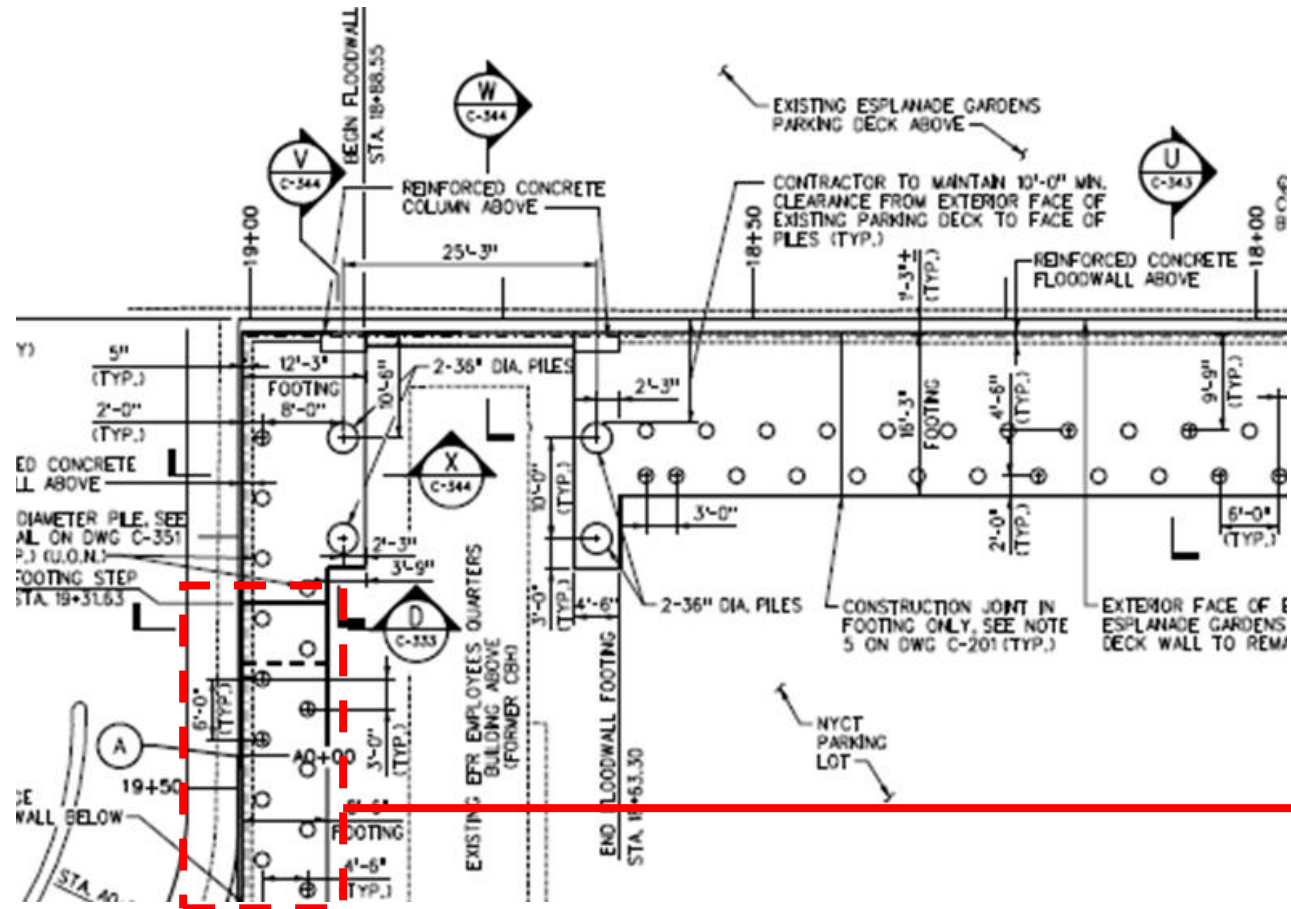 BEGIN FLOODWALL
STA. 18+88.55
W
C-344
V
C-344
U
C-343
EXISTING ESPLANADE GARDENS
PARKING DECK ABOVE
REINFORCED CONCRETE
COLUMN ABOVE
CONTRACTOR TO MAINTAIN 10'-0" MIN.
CLEARANCE FROM EXTERIOR FACE OF
EXISTING PARKING DECK TO FACE OF
PILES (TYP.)
19+00
25'-3"
18+50
(TYP.)
REINFORCED CONCRETE
FLOODWALL ABOVE
18+00
Y)
5"
(TYP.)
12'-3"
FOOTING
8'-0"
10'-6"
2-36" DIA. PILES
2'-3"
2'-0"
(TYP.)
16'-3"
FOOTING
4'-6"
(TYP.)
9'-9"
(TYP.)
ED CONCRETE
LL ABOVE
X
C-344
10'-0"
(TYP.)
3'-0"
2'-0"
(TYP.)
6'-0"
(TYP.)
DIAMETER PILE, SEE
AIL ON DWG C-351
P.) (U.O.N.)
FOOTING STEP
STA. 19+31.63
2'-3"
3'-9"
D
C-333
3'-0"
(TYP.)
4'-6"
2-36" DIA. PILES
CONSTRUCTION JOINT IN
FOOTING ONLY, SEE NOTE
5 ON DWG C-201 (TYP.)
EXTERIOR FACE OF E
ESPLANADE GARDENS
DECK WALL TO REMA
EXISTING EFR EMPLOYEES QUARTERS
BUILDING ABOVE
(FORMER CBH)
END FLOODWALL FOOTING
STA. 18+63.30
6'-0"
(TYP.)
3'-0"
(TYP.)
A
A0+00
19+50
NYCT
PARKING
LOT
CE
WALL BELOW
FOOTING
4'-6"
(TYP.)
STA.